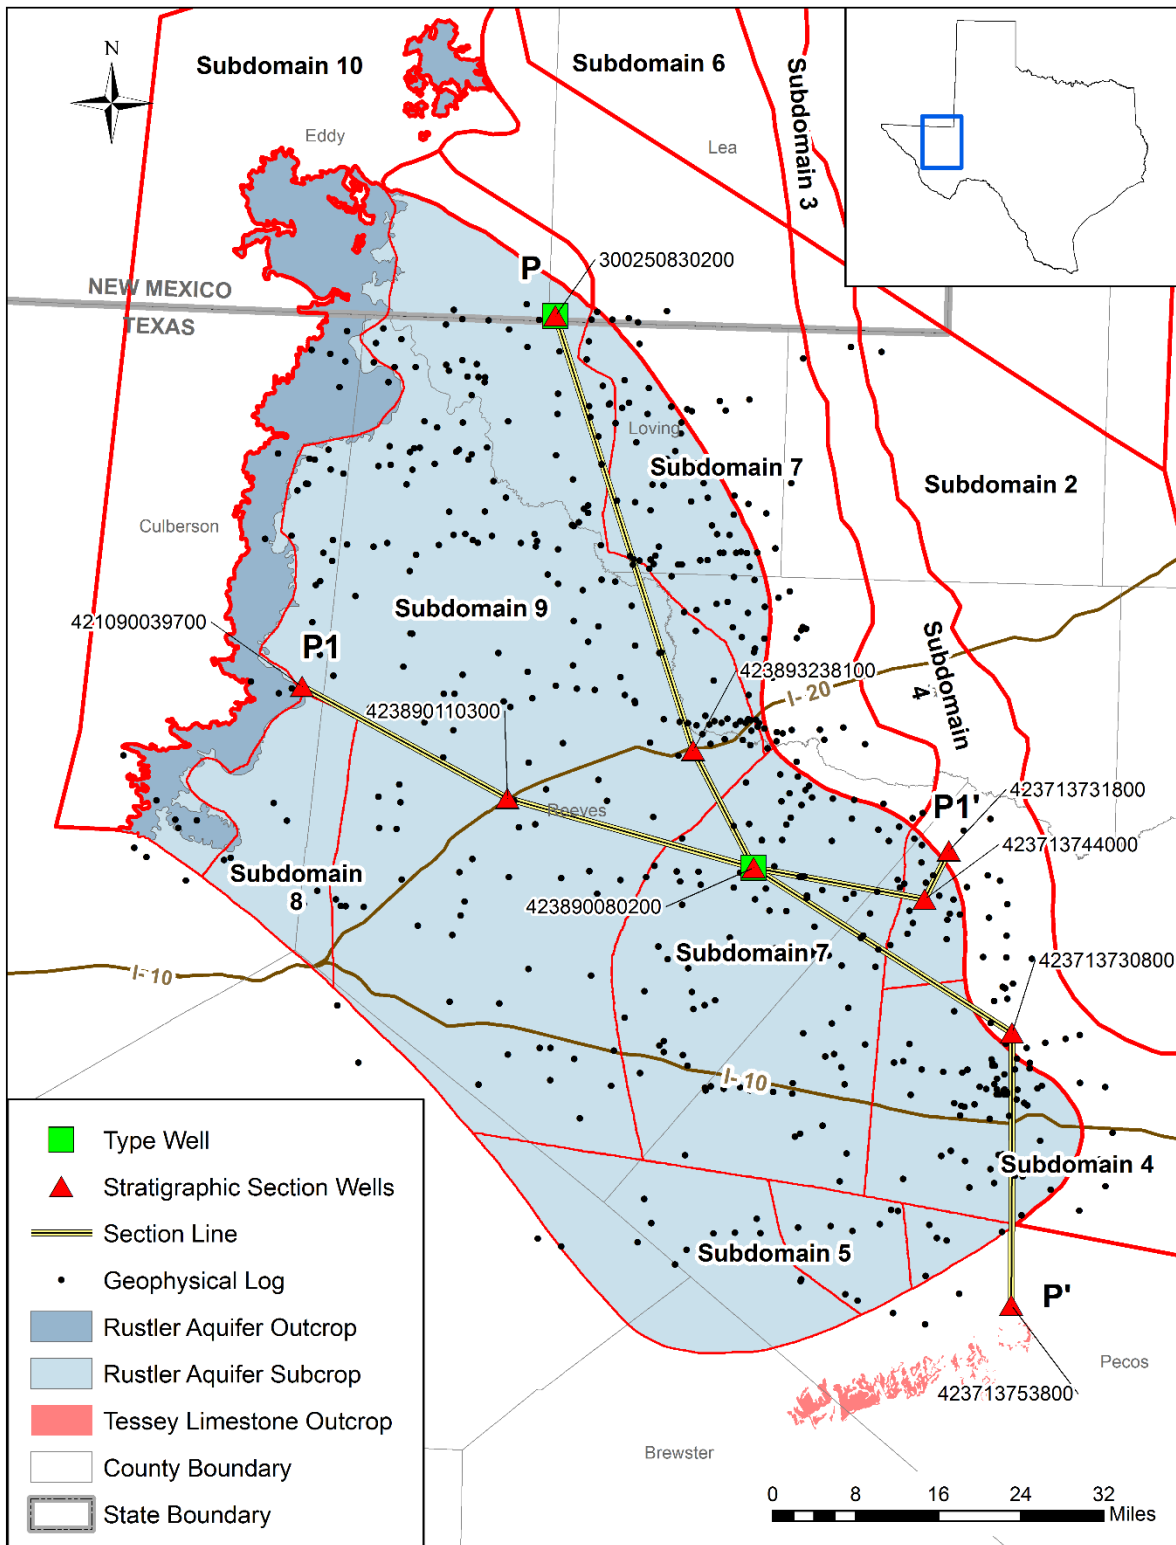 Subdomain 10
Subdomain 6
Subdomain 3
N
Eddy
Lea
P
300250830200
NEW MEXICO
TEXAS
Loving
Subdomain 7
Subdomain 2
Culberson
Subdomain 9
421090039700
P1
Subdomain
4
423893238100
I-20
423890110300
Reeves
P1'
423713731800
423713744000
Subdomain
8
423890080200
Subdomain 7
423713730800
I-10
I-10
Subdomain 4
Subdomain 5
P'
Pecos
423713753800
Brewster
Type Well
Stratigraphic Section Wells
Section Line
Geophysical Log
Rustler Aquifer Outcrop
Rustler Aquifer Subcrop
Tessey Limestone Outcrop
County Boundary
State Boundary
0 8 16 24 32
Miles